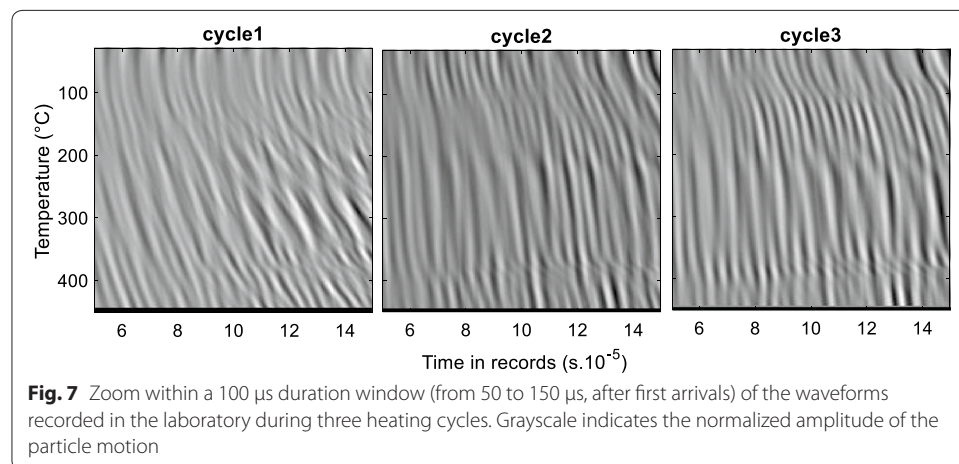 cycle1 cycle2 cycle3
100
200
300
400
Temperature (°C)
6 8 10 12 14 6 8 10 12 14 6 8 10 12 14
Time in records (s.10-5)
Fig. 7 Zoom within a 100 µs duration window (from 50 to 150 µs, after first arrivals) of the waveforms
recorded in the laboratory during three heating cycles. Grayscale indicates the normalized amplitude of the
particle motion